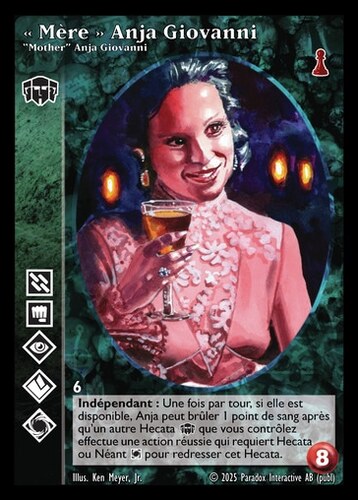 « Mère » Anja Giovanni
"Mother" Anja Giovanni
6
Indépendant : Une fois par tour, si elle est
disponible, Anja peut brûler 1 point de sang après
qu'un autre Hecata que vous contrôlez
effectue une action réussie qui requiert Hecata
ou Néant pour redresser cet Hecata.
8
Illus. Ken Meyer, Jr.
© 2025 Paradox Interactive AB (publ)